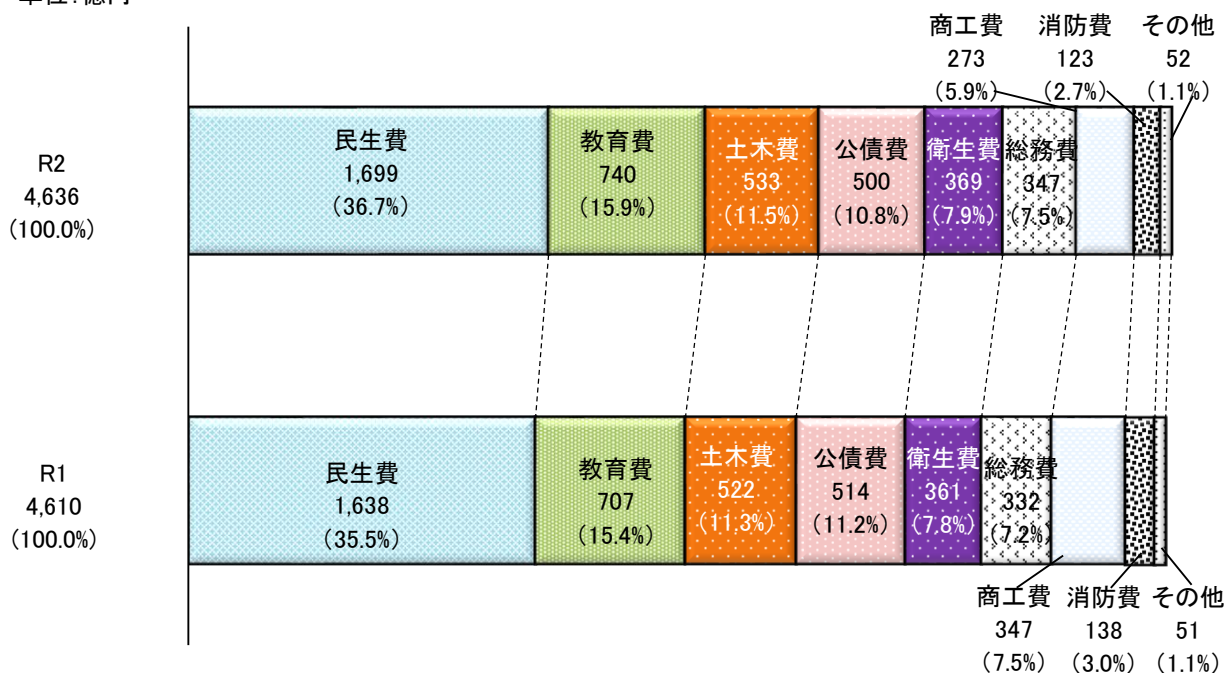 単位：億円
商工費 消防費 その他
273 123 52
(5.9%) (2.7%) (1.1%)
R2
4,636
(100.0%)
民生費
1,699
(36.7%)
教育費
740
(15.9%)
土木費
533
(11.5%)
公債費
500
(10.8%)
衛生費
369
(7.9%)
総務費
347
(7.5%)
R1
4,610
(100.0%)
民生費
1,638
(35.5%)
教育費
707
(15.4%)
土木費
522
(11.3%)
公債費
514
(11.2%)
衛生費
361
(7.8%)
総務費
332
(7.2%)
商工費 消防費 その他
347 138 51
(7.5%) (3.0%) (1.1%)